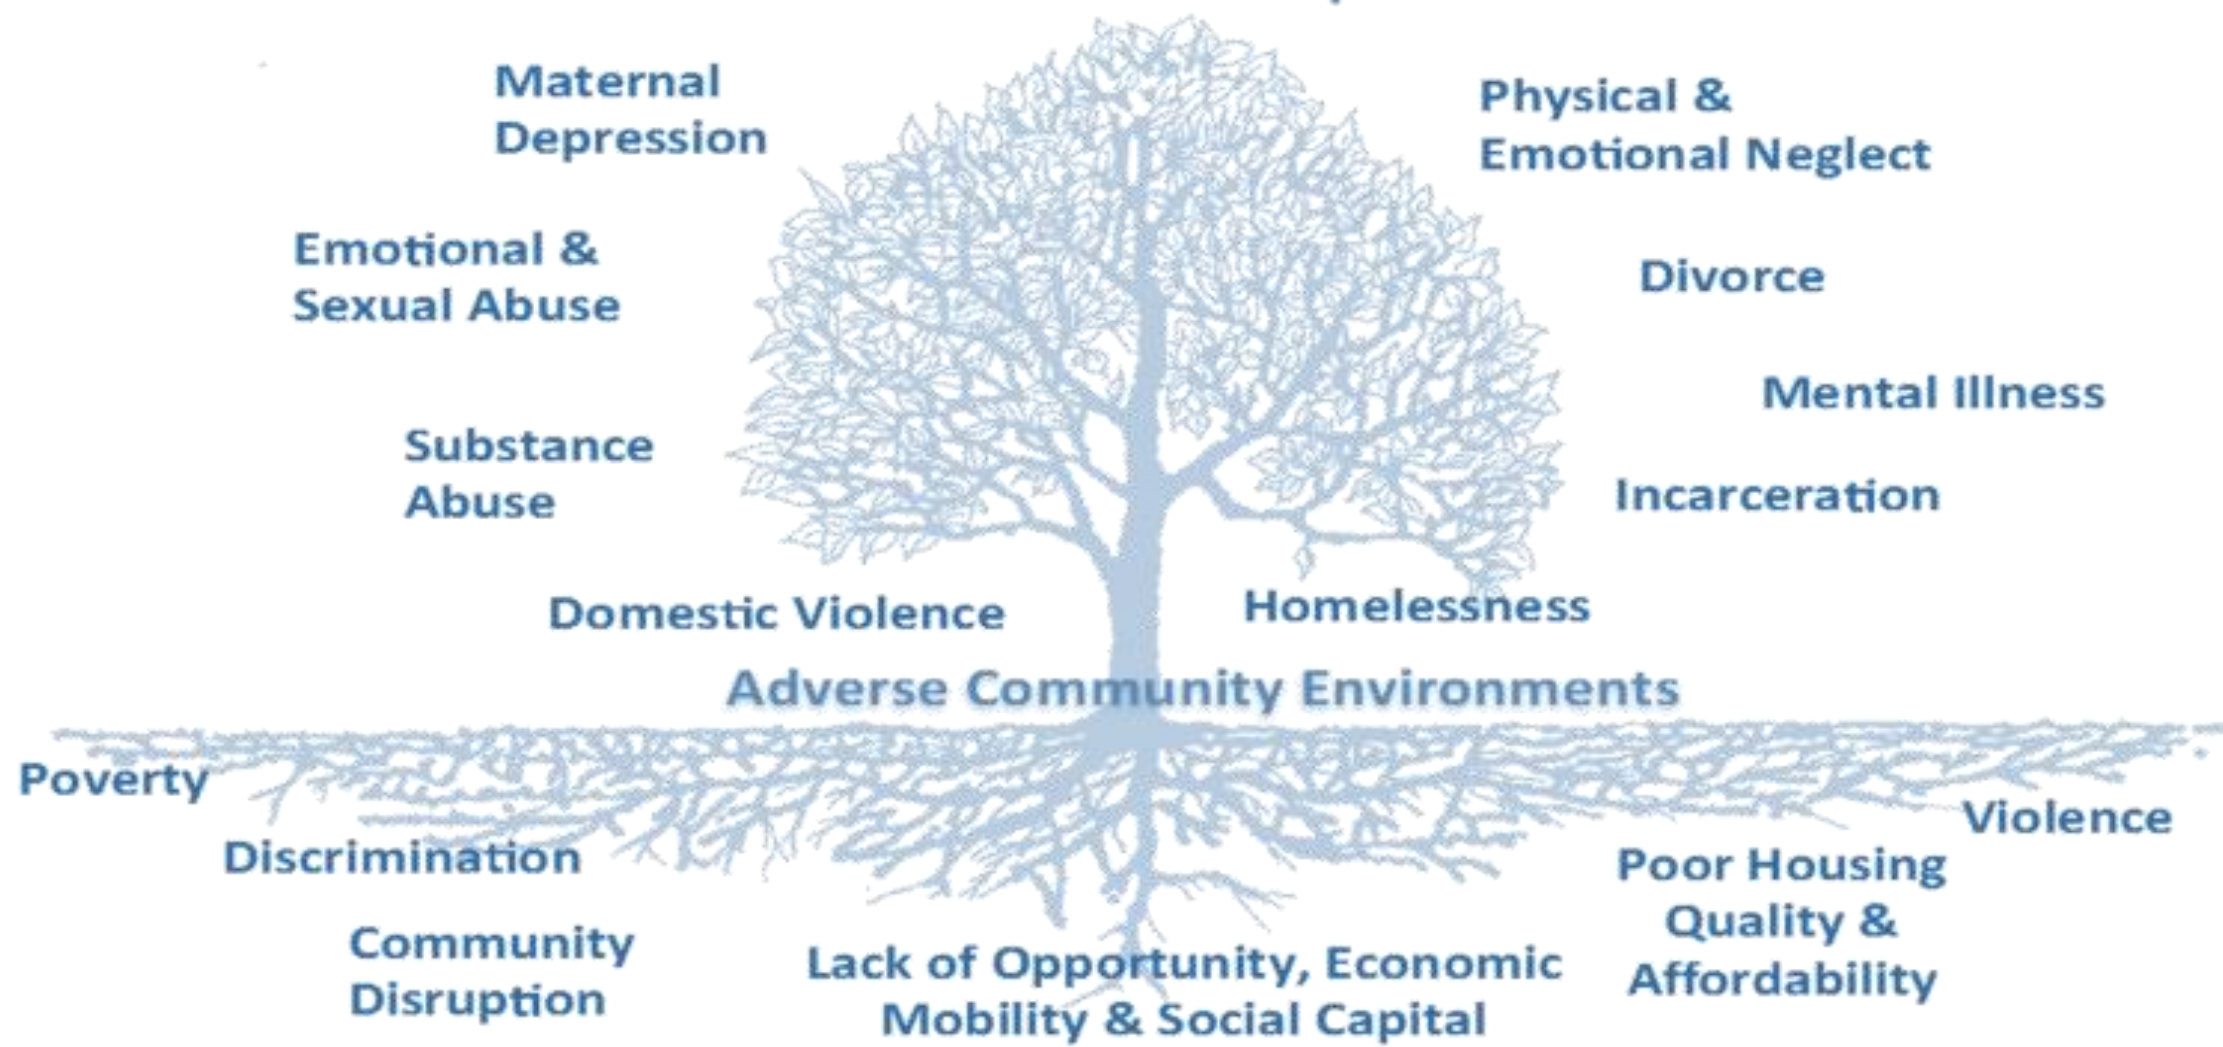 Maternal
Depression
Physical &
Emotional Neglect
Emotional &
Sexual Abuse
Divorce
Mental Illness
Substance
Abuse
Incarceration
Domestic Violence
Homelessness
Adverse Community Environments
Poverty
Violence
Discrimination
Poor Housing
Quality &
Affordability
Community
Disruption
Lack of Opportunity, Economic
Mobility & Social Capital